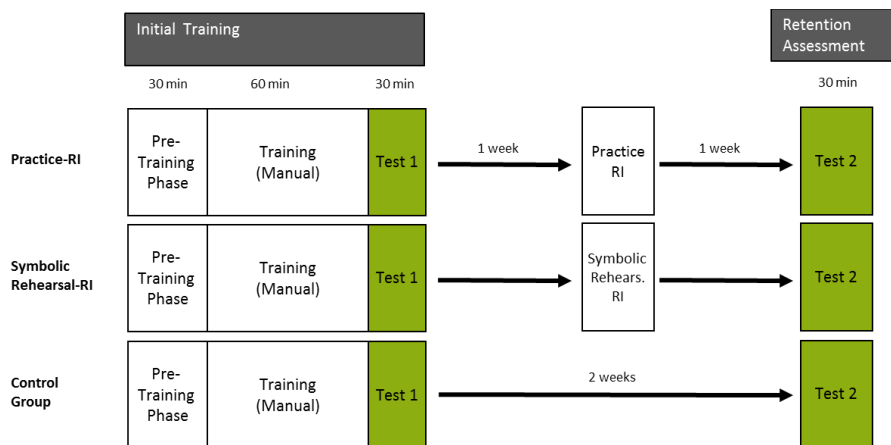 Initial Training
Retention
Assessment
30 min
60 min
30 min
30 min
Practice-RI
Pre-
Training
Phase
Training
(Manual)
Test 1
1 week
Practice
RI
1 week
Test 2
Symbolic
Rehearsal-RI
Pre-
Training
Phase
Training
(Manual)
Test 1
Symbolic
Rehears.
RI
Test 2
Control
Group
Pre-
Training
Phase
Training
(Manual)
Test 1
2 weeks
Test 2